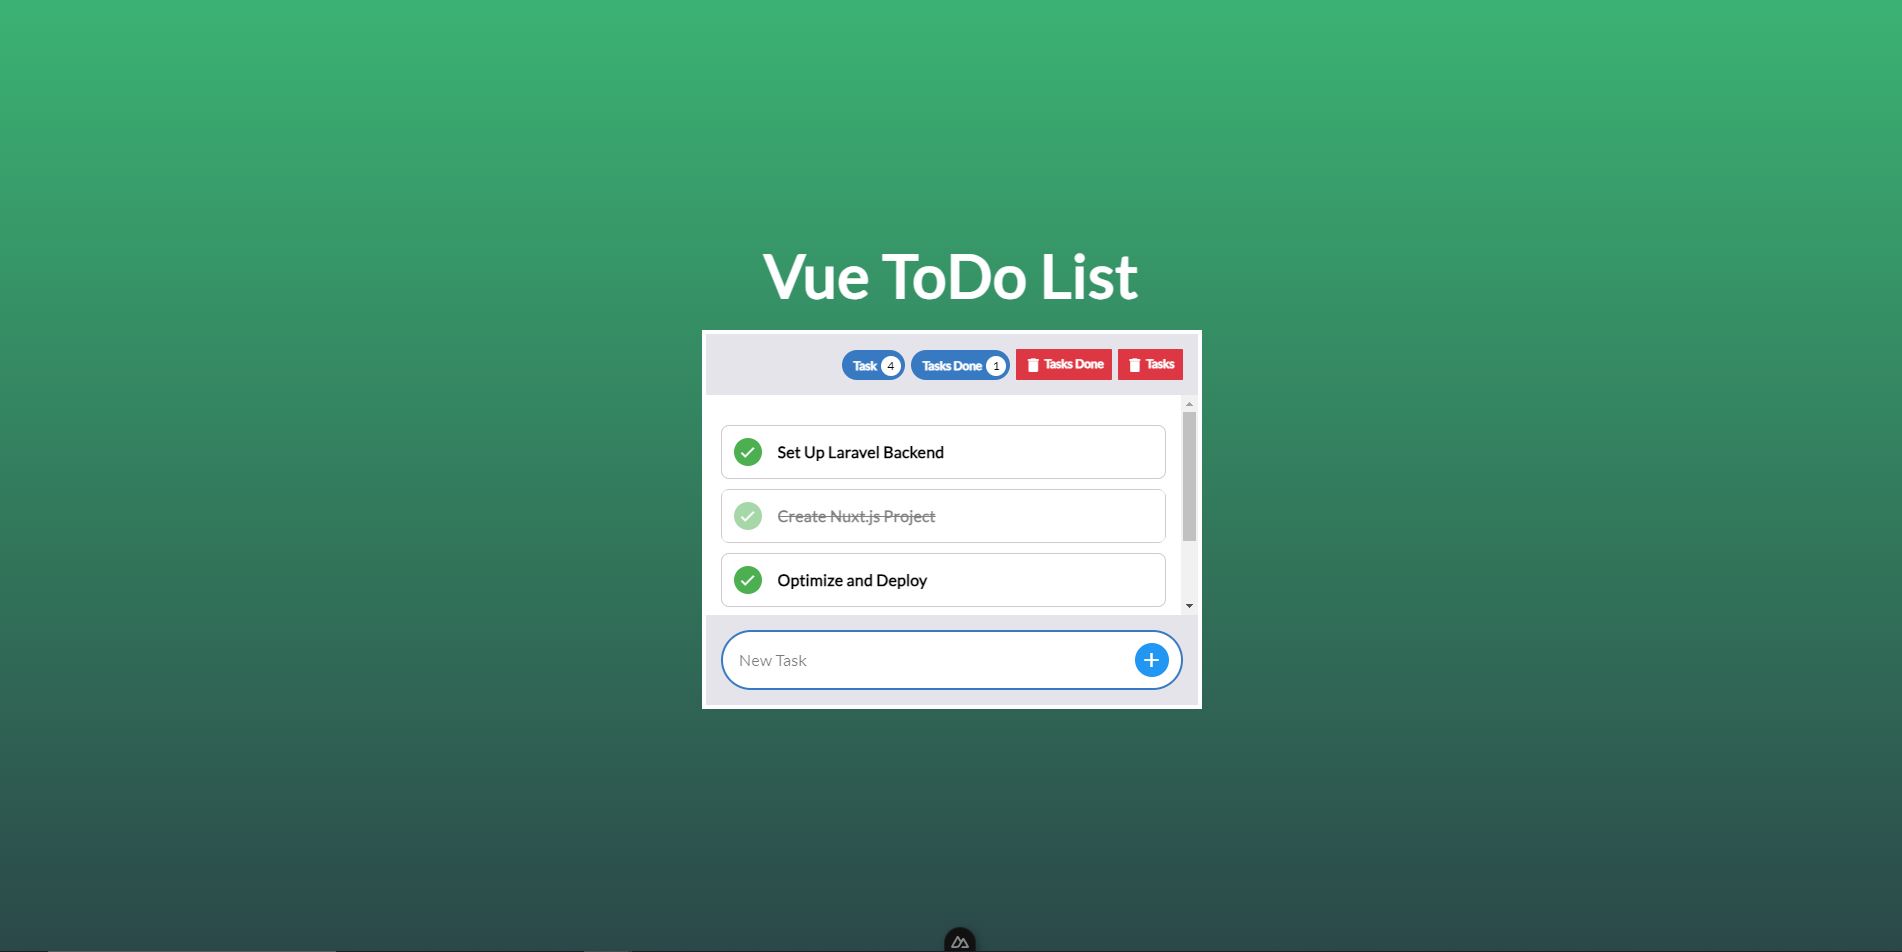 Vue ToDo List
Task 4 Tasks Done 1 Tasks Done Tasks
Set Up Laravel Backend
Create Nuxt.js Project
Optimize and Deploy
New Task